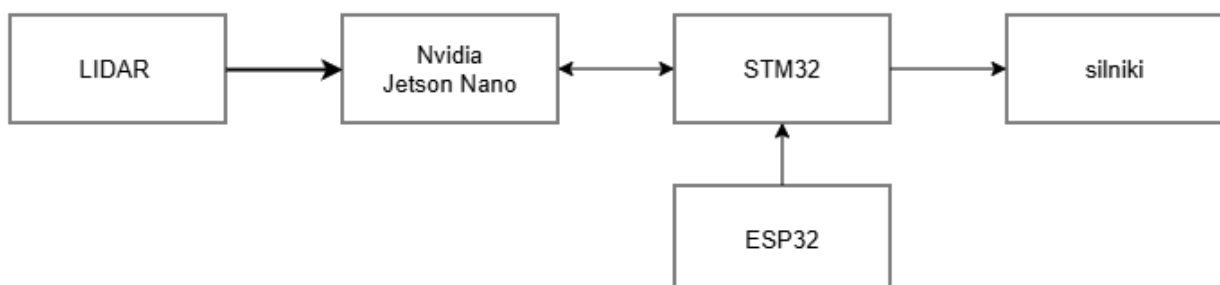 LIDAR
Nvidia
Jetson Nano
STM32
silniki
ESP32